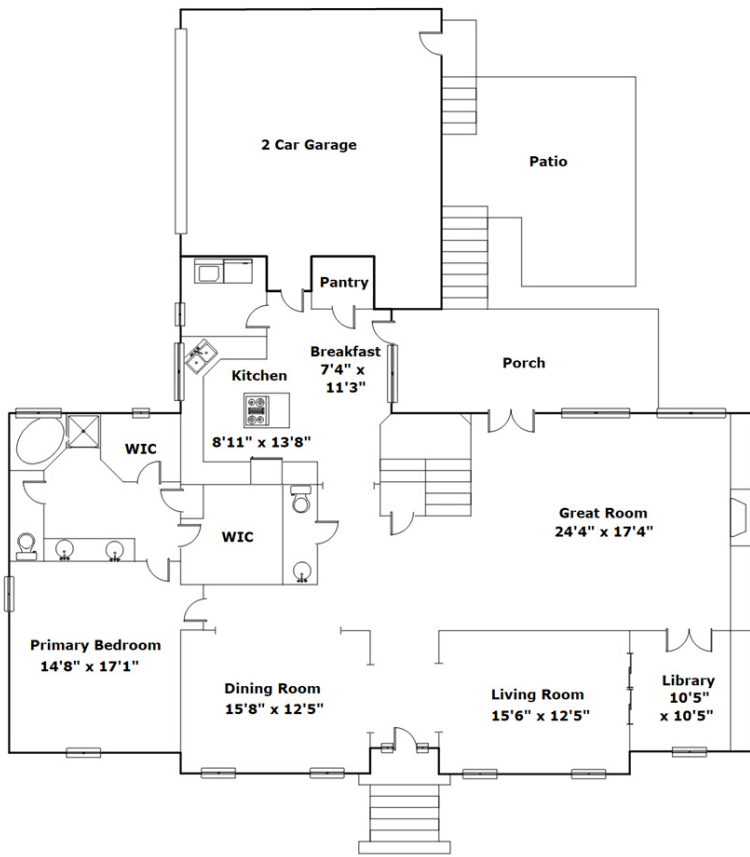 2 Car Garage
Patio
Pantry
Breakfast
7'4" x
11'3"
Porch
Kitchen
8'11" x 13'8"
WIC
WIC
Great Room
24'4" x 17'4"
Primary Bedroom
14'8" x 17'1"
Dining Room
15'8" x 12'5"
Living Room
15'6" x 12'5"
Library
10'5"
x 10'5"